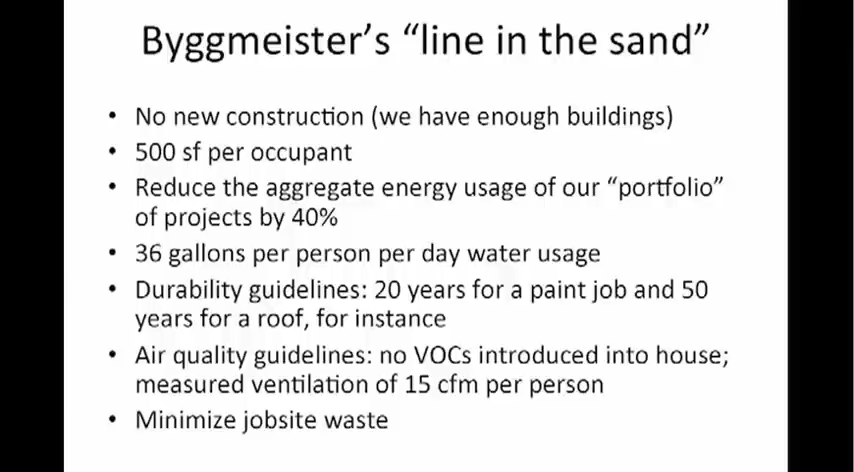 Byggmeister’s “line in the sand”
• No new construction (we have enough buildings)
• 500 sf per occupant
• Reduce the aggregate energy usage of our “portfolio”
of projects by 40%
• 36 gallons per person per day water usage
• Durability guidelines: 20 years for a paint job and 50
years for a roof, for instance
• Air quality guidelines: no VOCs introduced into house;
measured ventilation of 15 cfm per person
• Minimize jobsite waste